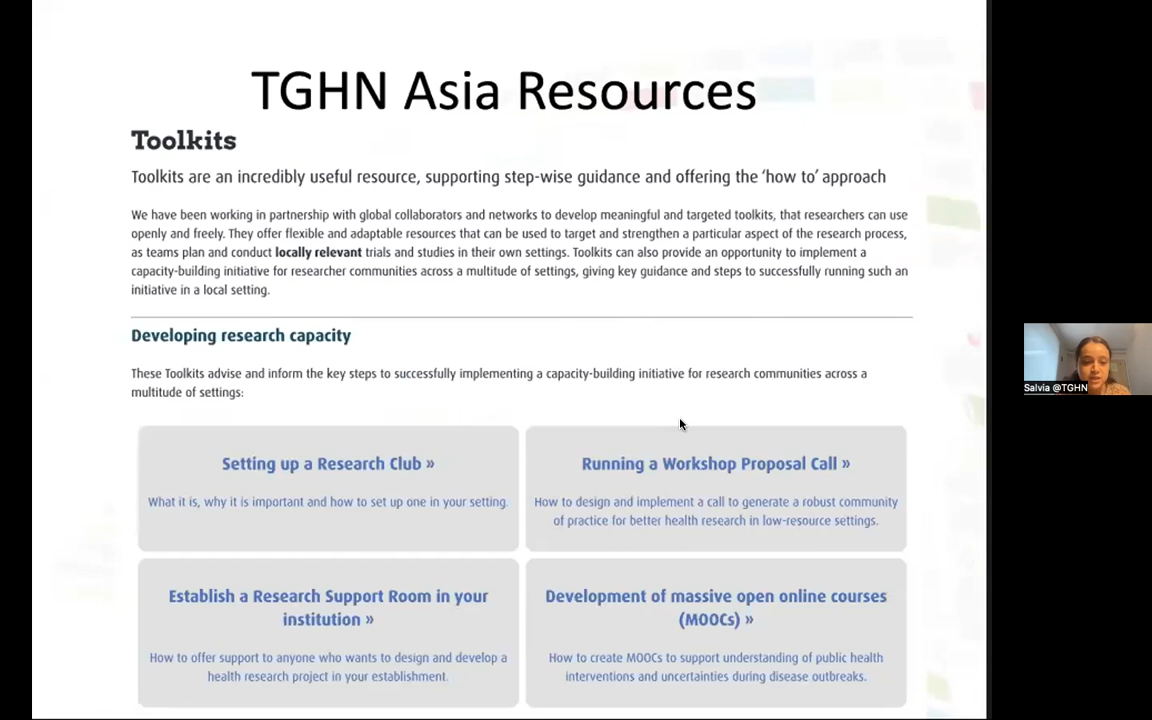 TGHN Asia Resources
Toolkits
Toolkits are an incredibly useful resource, supporting step-wise guidance and offering the 'how to' approach
We have been working in partnership with global collaborators and networks to develop meaningful and targeted toolkits, that researchers can use
openly and freely. They offer flexible and adaptable resources that can be used to target and strengthen a particular aspect of the research process,
as teams plan and conduct locally relevant trials and studies in their own settings. Toolkits can also provide an opportunity to implement a
capacity-building initiative for researcher communities across a multitude of settings, giving key guidance and steps to successfully running such an
initiative in a local setting.
Developing research capacity
These Toolkits advise and inform the key steps to successfully implementing a capacity-building initiative for research communities across a
multitude of settings:
Setting up a Research Club »
What it is, why it is important and how to set up one in your setting.
Running a Workshop Proposal Call »
How to design and implement a call to generate a robust community
of practice for better health research in low-resource settings.
Establish a Research Support Room in your
institution »
How to offer support to anyone who wants to design and develop a
health research project in your establishment.
Development of massive open online courses
(MOOCs) »
How to create MOOCs to support understanding of public health
interventions and uncertainties during disease outbreaks.
Salvia @TGHN